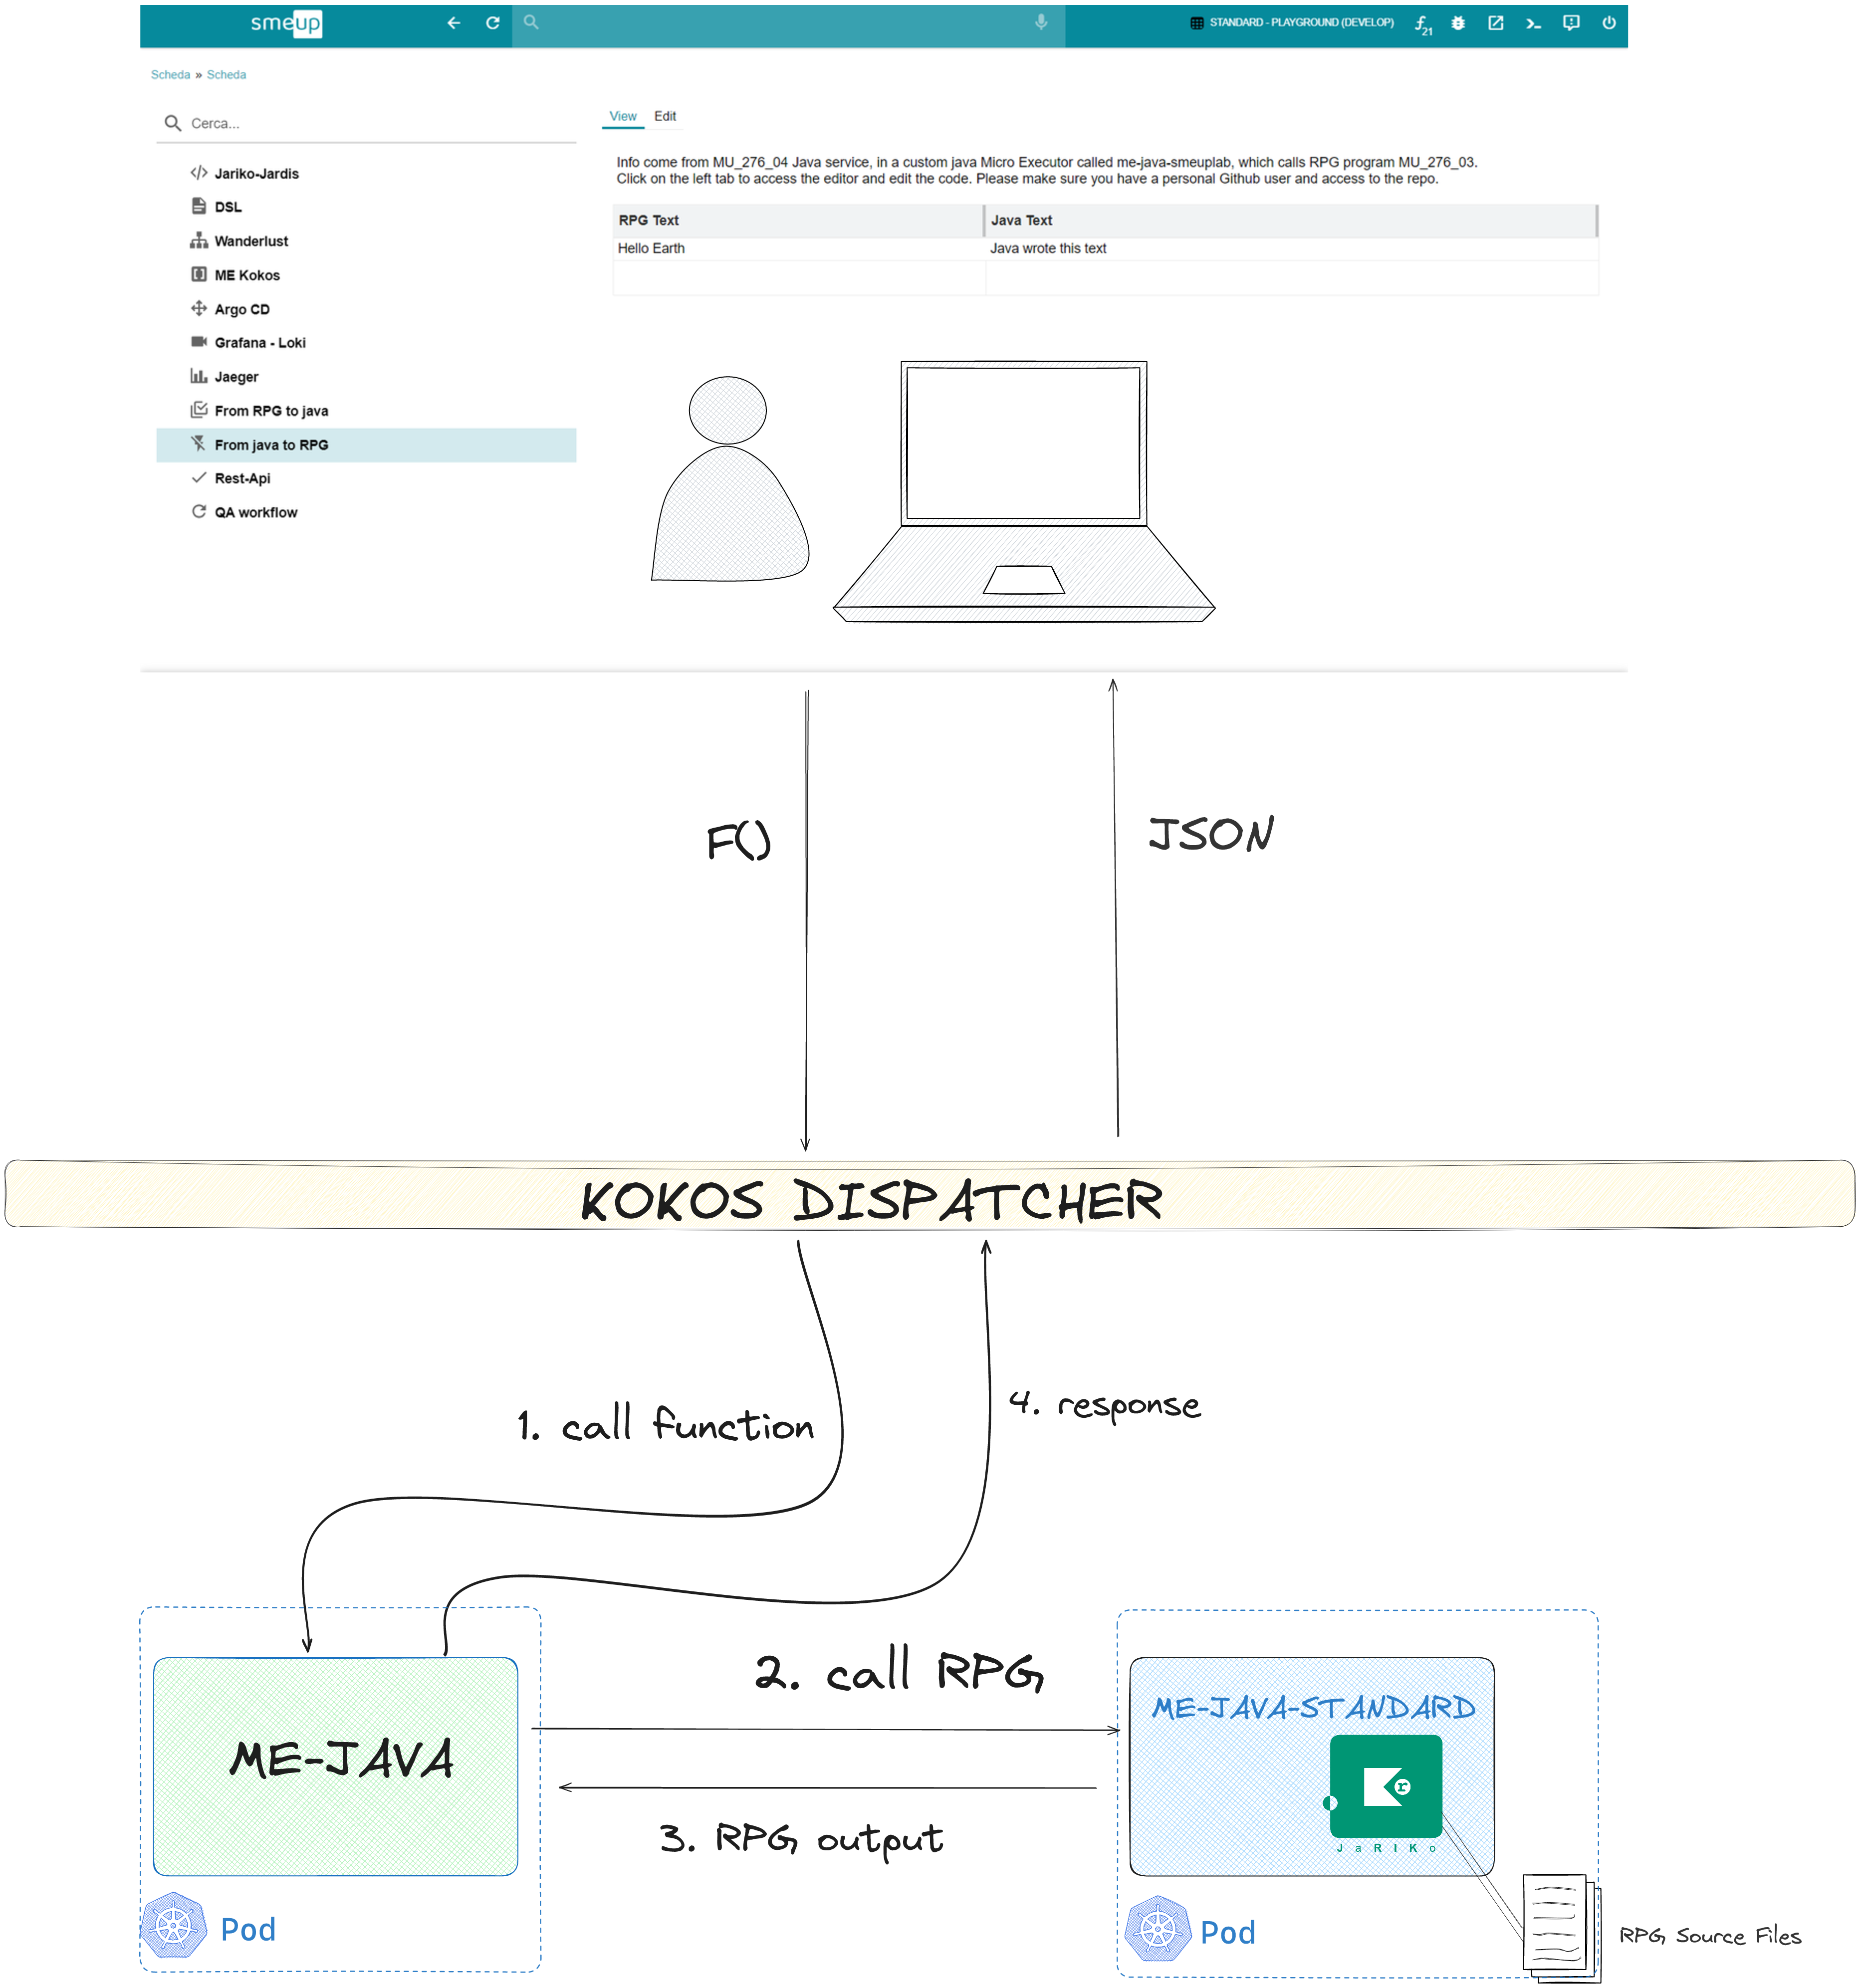 smeup
STANDARD - PLAYGROUND (DEVELOP)
21
Scheda » Scheda
Cerca...
Jariko-Jardis
DSL
Wanderlust
ME Kokos
Argo CD
Grafana - Loki
Jaeger
From RPG to java
From java to RPG
Rest-Api
QA workflow
View Edit
Info come from MU_276_04 Java service, in a custom java Micro Executor called me-java-smeuplab, which calls RPG program MU_276_03.
Click on the left tab to access the editor and edit the code. Please make sure you have a personal Github user and access to the repo.
RPG Text Java Text
Hello Earth Java wrote this text
F()
JSON
KOKOS DISPATCHER
1. call function
4. response
2. call RPG
3. RPG output
ME-JAVA
Pod
ME-JAVA-STANDARD
r
JaRIKo
Pod
RPG Source Files